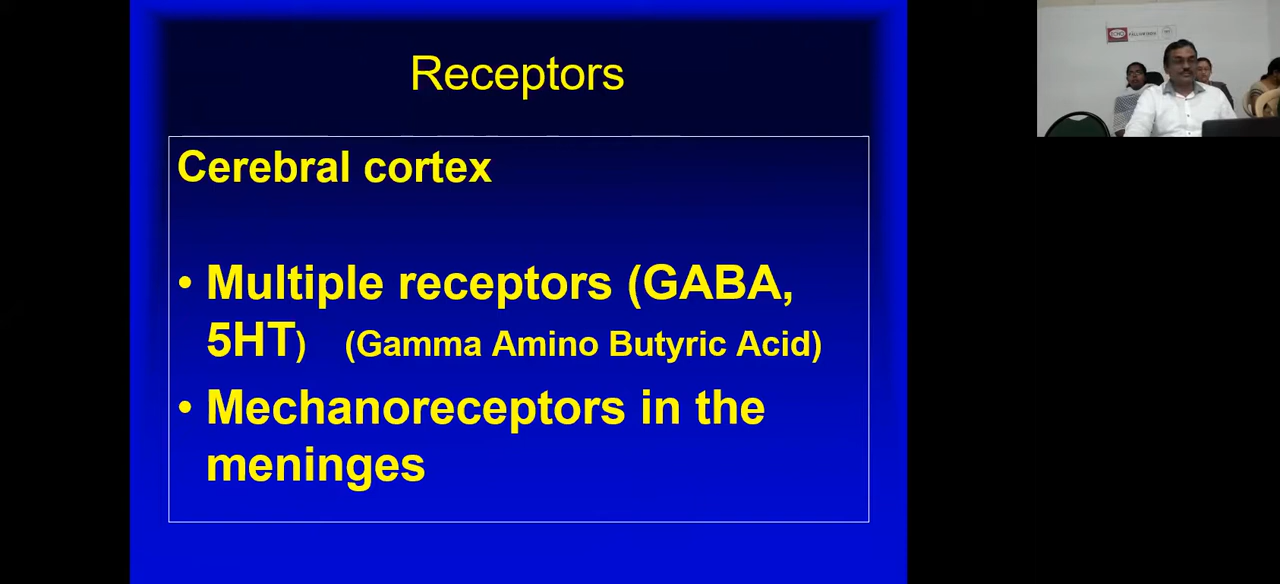 Receptors
Cerebral cortex
• Multiple receptors (GABA,
5HT) (Gamma Amino Butyric Acid)
• Mechanoreceptors in the
meninges